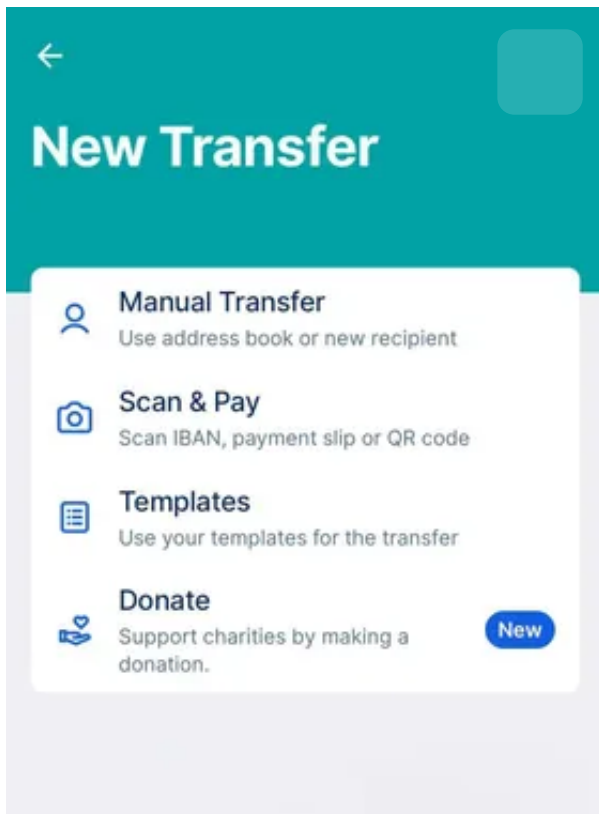 New Transfer
Manual Transfer
Use address book or new recipient
Scan & Pay
Scan IBAN, payment slip or QR code
Templates
Use your templates for the transfer
Donate
Support charities by making a
donation.
New